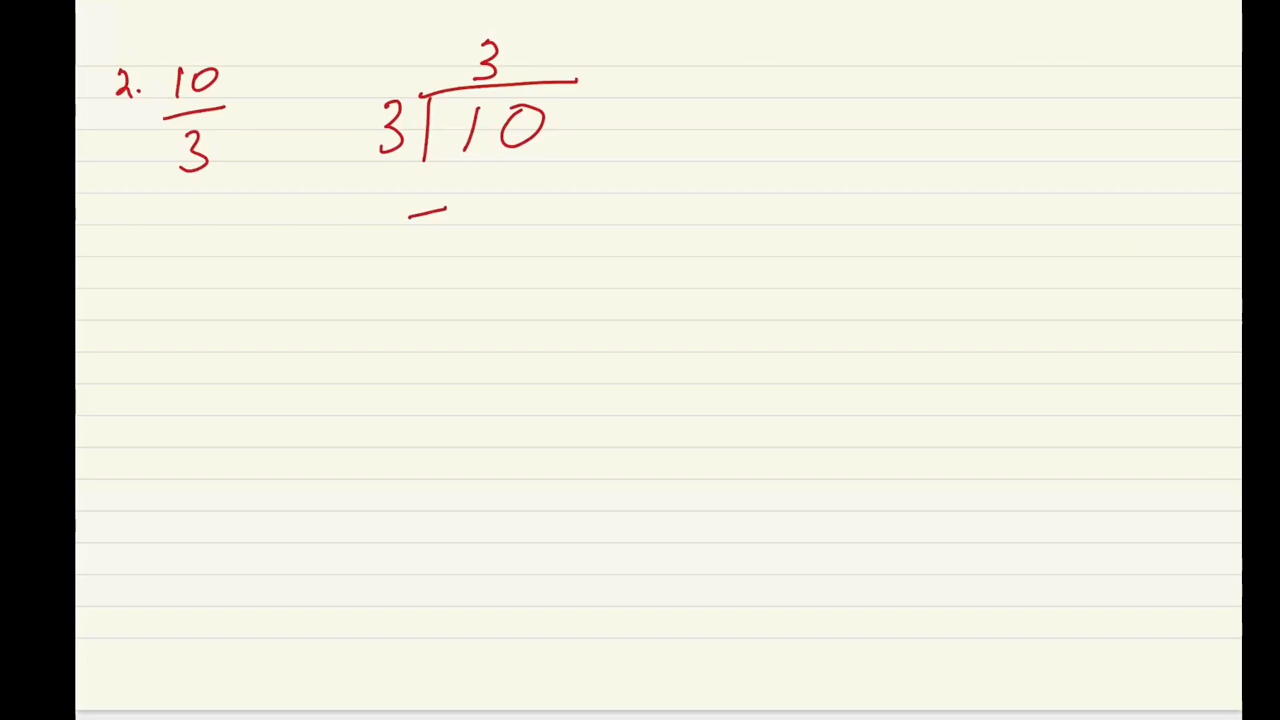 2. 10/3
3
3 | 10
—